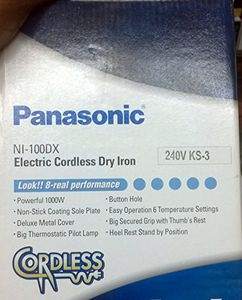 Panasonic
NI-100DX
Electric Cordless Dry Iron
240V KS-3
Look!! 8-real performance
• Powerful 1000W
• Non-Stick Coating Sole Plate
• Deluxe Metal Cover
• Big Thermostatic Pilot Lamp
• Button Hole
• Easy Operation 6 Temperature Settings
• Big Secured Grip with Thumb's Rest
• Heel Rest Stand by Position
CORDLESS